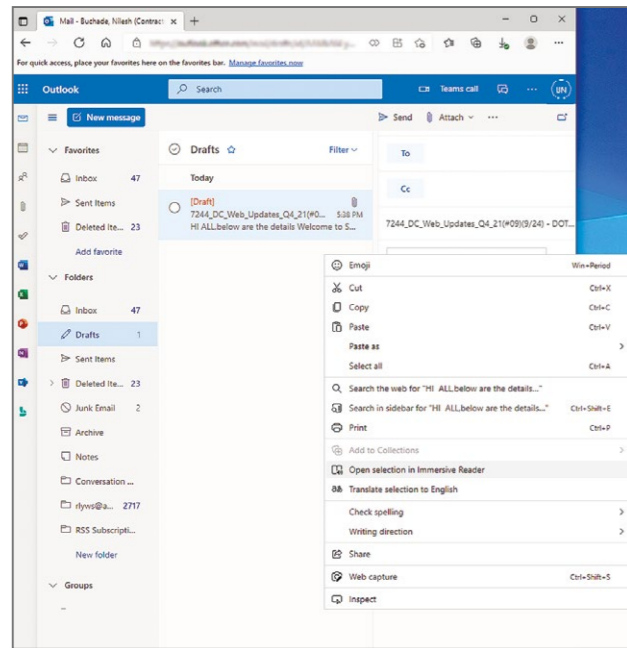 Mail - Buchade, Nilesh (Contract
For quick access, place your favorites here on the favorites bar. Manage favorites now
Outlook
Search
Teams call
New message
Send
Attach
Favorites
Drafts
Filter
To
Today
Inbox 47
Cc
[Draft]
Sent Items
7244_DC_Web_Updates_Q4_21(#0... 5:38 PM
Deleted Ite... 23
HI ALL.below are the details Welcome to S...
7244_DC_Web_Updates_Q4_21(#09)(9/24) - DOT...
Add favorite
Folders
Inbox 47
Drafts 1
Sent Items
Deleted Ite... 23
Junk Email 2
Archive
Notes
Conversation ...
rlyws@a... 2717
RSS Subscripti...
New folder
Groups
Emoji Win+Period
Cut Ctrl+X
Copy Ctrl+C
Paste Ctrl+V
Paste as
Select all Ctrl+A
Search the web for "HI ALL,below are the details..."
Search in sidebar for "HI ALL,below are the details..." Ctrl+Shift+E
Print Ctrl+P
Add to Collections
Open selection in Immersive Reader
Translate selection to English
Check spelling
Writing direction
Share
Web capture Ctrl+Shift+S
Inspect